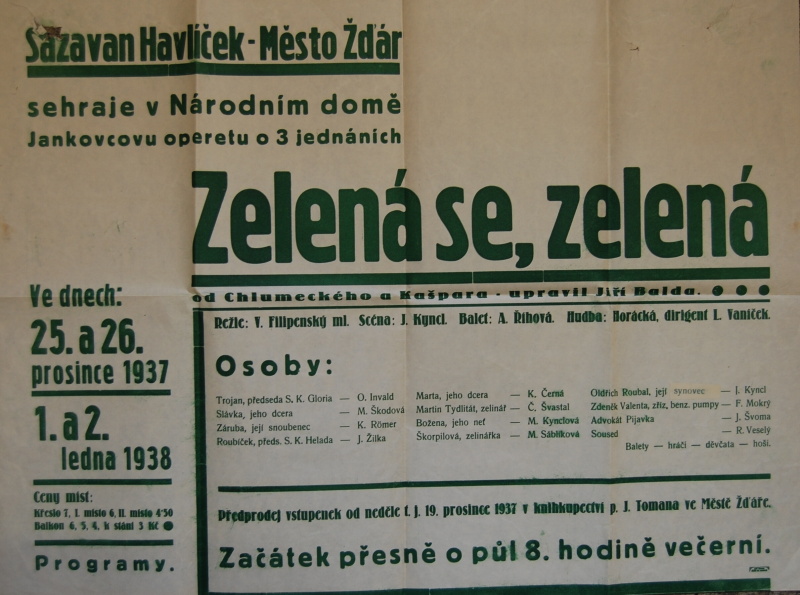 Sázavan Havlíček - Město Žďár
sehraje v Národním domě
Jankovcovu operetu o 3 jednáních
Zelená se, zelená
od Chlumeckého a Kašpara - upravil Jiří Balda.
Režie: V. Filipenský ml. Scéna: J. Kyncl. Balet: A. Říhová. Hudba: Horácká, dirigent L. Vaníček.
Ve dnech:
25. a 26.
prosince 1937
1. a 2.
ledna 1938
Ceny míst:
Křeslo 7, I. místo 6, II. místo 4'50
Balkon 6, 5, 4, k stání 3 Kč
Programy.
Osoby:
Trojan, předseda S. K. Gloria — O. Invald
Slávka, jeho dcera — M. Škodová
Záruba, její snoubenec — K. Römer
Roubíček, předs. S. K. Helada — J. Žilka
Marta, jeho dcera — K. Černá
Martin Tydlitát, zelinář — Č. Švastal
Božena, jeho neť — M. Kynclová
Škorpilová, zelinářka — M. Sáblíková
Oldřich Roubal, její synovec — J. Kyncl
Zdeněk Valenta, zříz. benz. pumpy — F. Mokrý
Advokát Pijavka — J. Švoma
Soused — R. Veselý
Balety — hráči — děvčata — hoši.
Předprodej vstupenek od neděle t. j. 19. prosince 1937 v knihkupectví p. J. Tomana ve Městě Žďáře.
Začátek přesně o půl 8. hodině večerní.